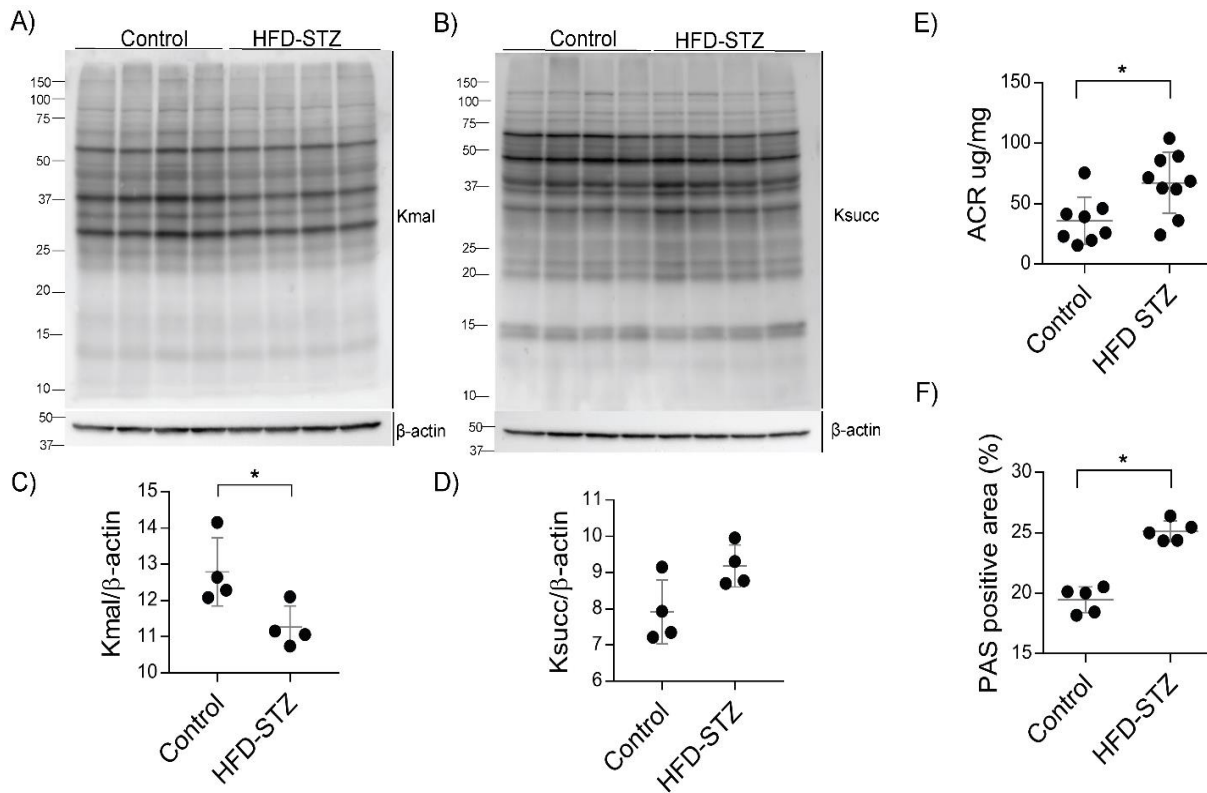 A)
Control HFD-STZ
150
100
75
50
37
25
20
15
10
Kmal
50
37
β-actin
B)
Control HFD-STZ
150
100
75
50
37
25
20
15
10
Ksucc
50
37
β-actin
C)
*
Kmal/β-actin
15
14
13
12
11
10
Control
HFD-STZ
D)
Ksucc/β-actin
11
10
9
8
7
6
Control
HFD-STZ
E)
*
ACR ug/mg
150
100
50
0
Control
HFD STZ
F)
*
PAS positive area (%)
30
25
20
15
Control
HFD-STZ